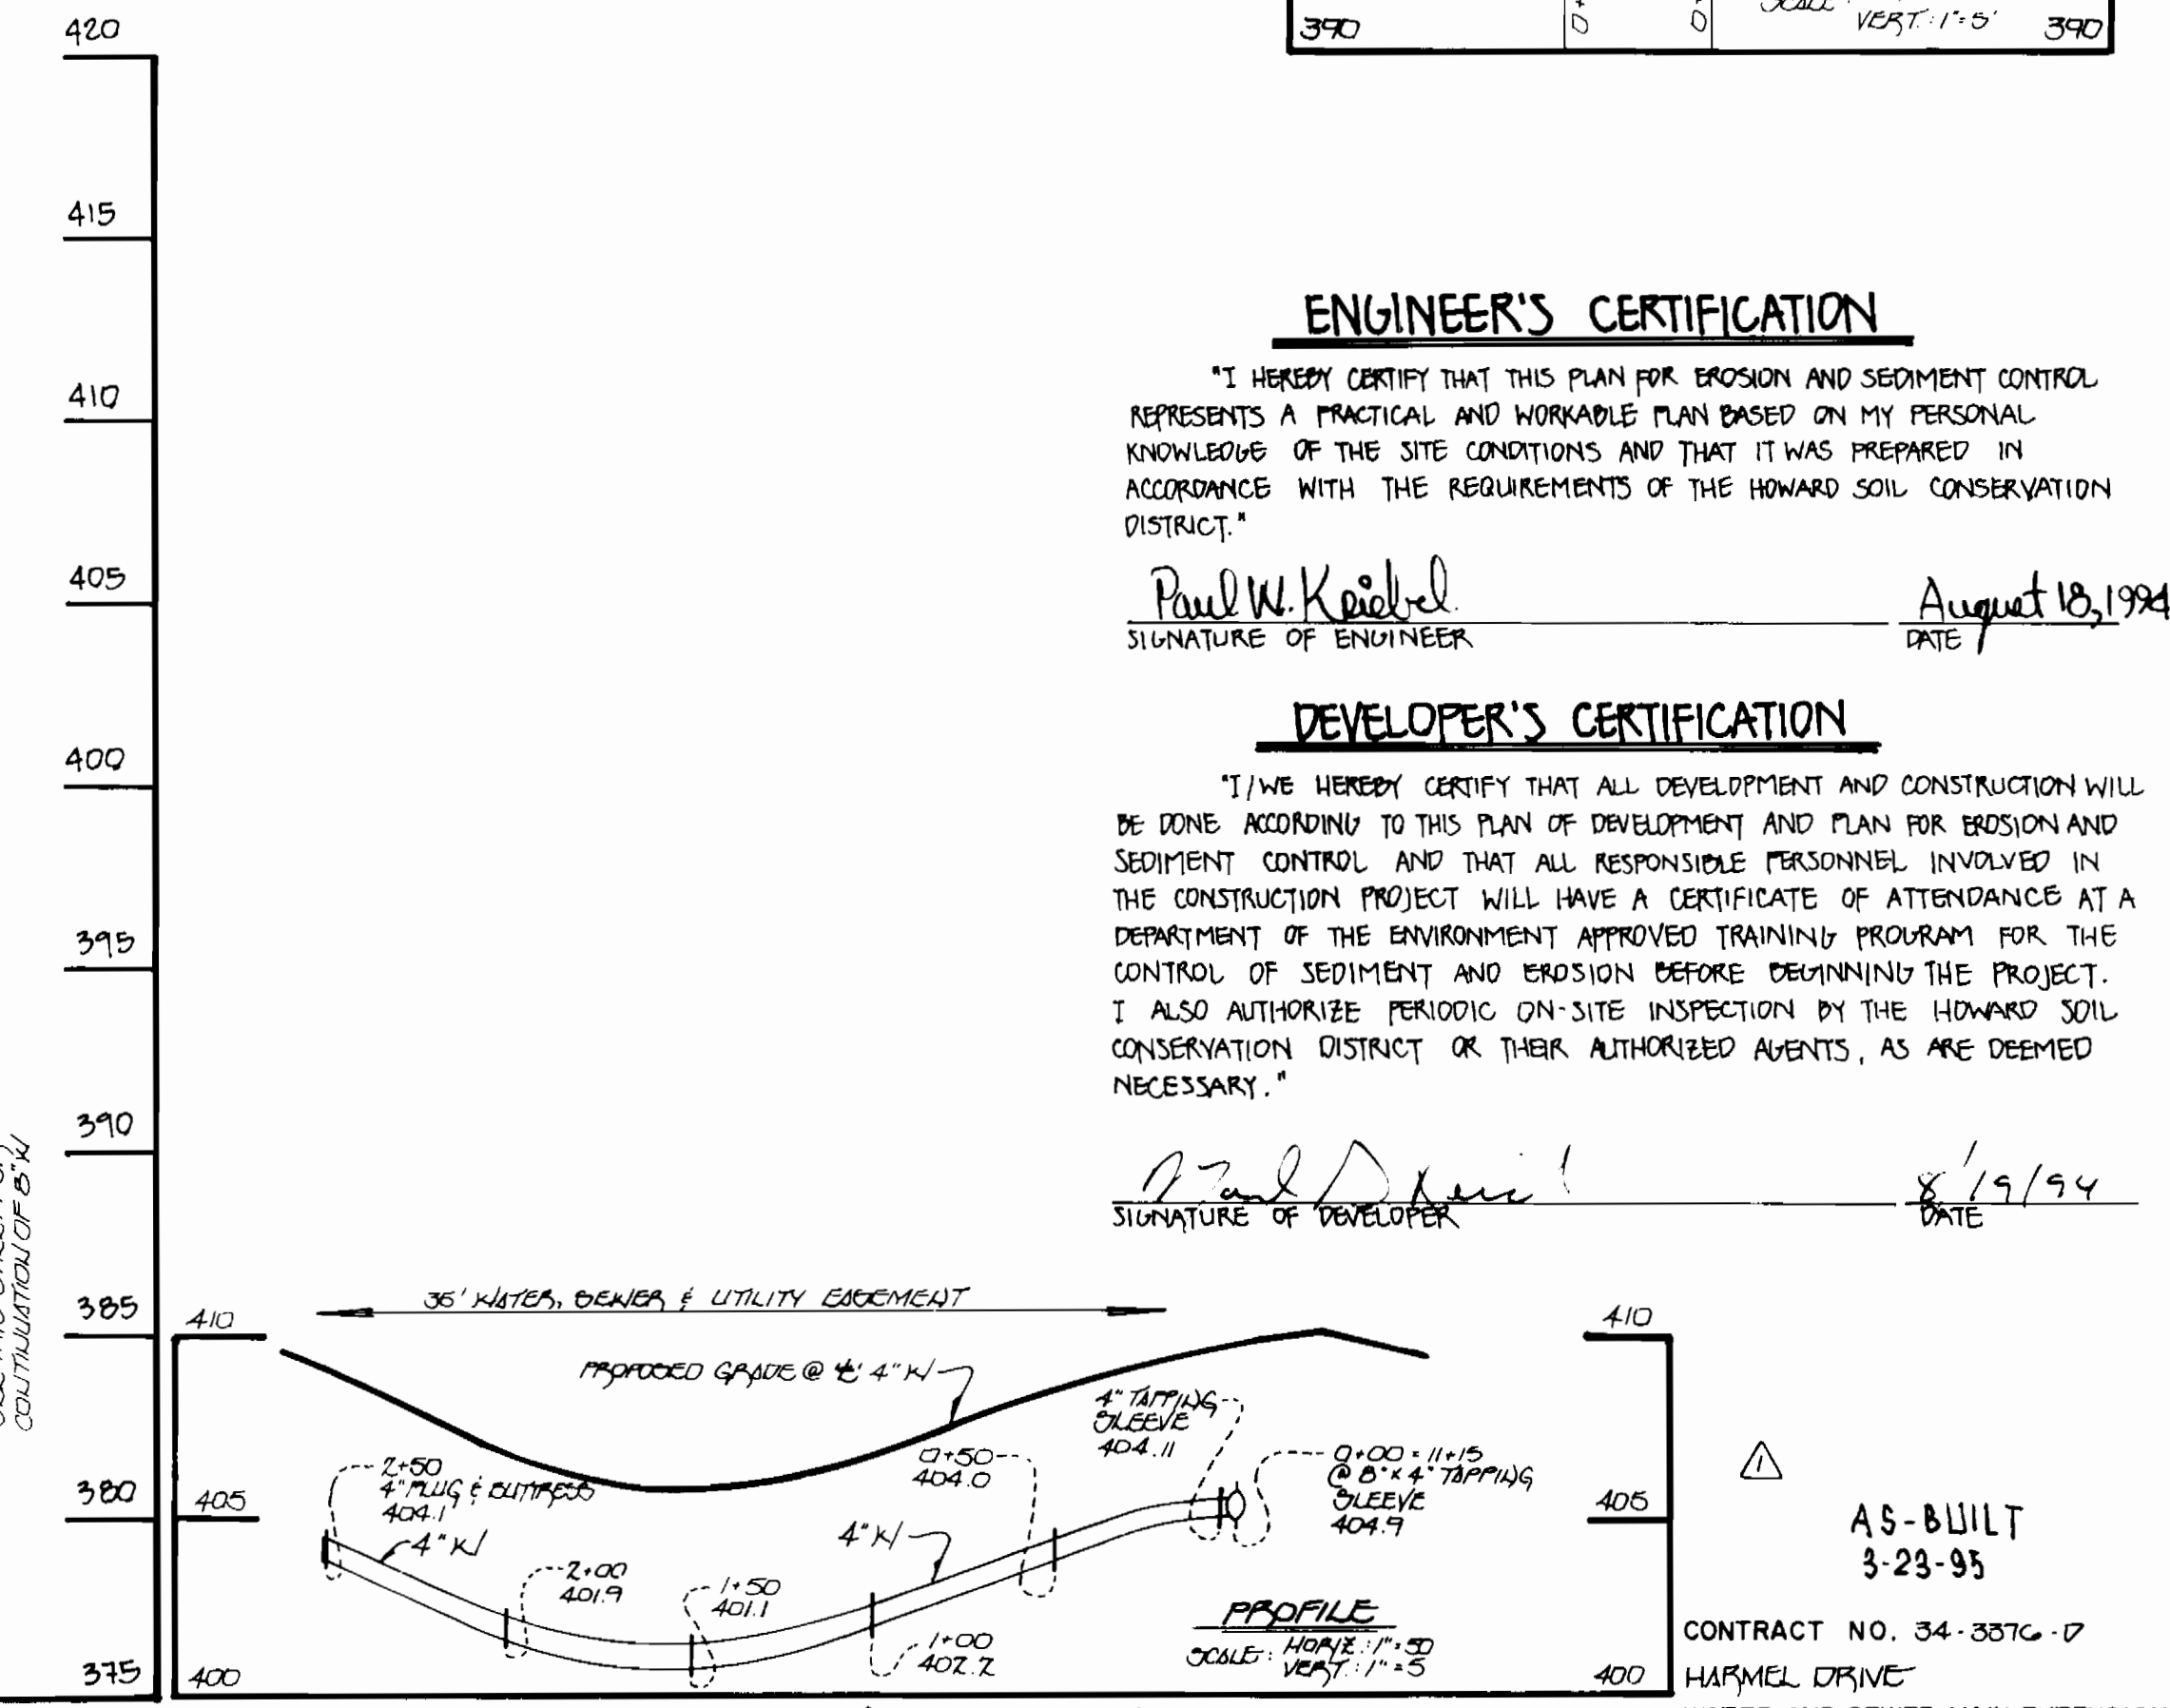 420
415
410
405
400
395
390
385
380
375
390
VERT.: 1"= 5'
390
ENGINEER'S CERTIFICATION
"I HEREBY CERTIFY THAT THIS PLAN FOR EROSION AND SEDIMENT CONTROL
REPRESENTS A PRACTICAL AND WORKABLE PLAN BASED ON MY PERSONAL
KNOWLEDGE OF THE SITE CONDITIONS AND THAT IT WAS PREPARED IN
ACCORDANCE WITH THE REQUIREMENTS OF THE HOWARD SOIL CONSERVATION
DISTRICT."
Paul W. Kriebel
August 18, 1994
SIGNATURE OF ENGINEER
DATE
DEVELOPER'S CERTIFICATION
"I/WE HEREBY CERTIFY THAT ALL DEVELOPMENT AND CONSTRUCTION WILL
BE DONE ACCORDING TO THIS PLAN OF DEVELOPMENT AND PLAN FOR EROSION AND
SEDIMENT CONTROL AND THAT ALL RESPONSIBLE PERSONNEL INVOLVED IN
THE CONSTRUCTION PROJECT WILL HAVE A CERTIFICATE OF ATTENDANCE AT A
DEPARTMENT OF THE ENVIRONMENT APPROVED TRAINING PROGRAM FOR THE
CONTROL OF SEDIMENT AND EROSION BEFORE BEGINNING THE PROJECT.
I ALSO AUTHORIZE PERIODIC ON-SITE INSPECTION BY THE HOWARD SOIL
CONSERVATION DISTRICT OR THEIR AUTHORIZED AGENTS, AS ARE DEEMED
NECESSARY."
8/19/94
SIGNATURE OF DEVELOPER
DATE
CONTINUATION OF 8"W
36' WATER, SEWER & UTILITY EASEMENT
410
405
400
PROPOSED GRADE @ ℄ 4" W
2+50
4" PLUG & BUTTRESS
404.1
4" W
2+00
401.9
1+50
401.1
4" W
1+00
402.2
0+50
404.0
4" TAPPING
SLEEVE
404.11
0+00 = 11+15
@ 8"x 4" TAPPING
SLEEVE
404.9
410
405
400
PROFILE
SCALE: HORIZ.: 1"= 50
VERT.: 1"= 5
1
AS-BUILT
3-23-95
CONTRACT NO. 34-3376-D
HARMEL DRIVE